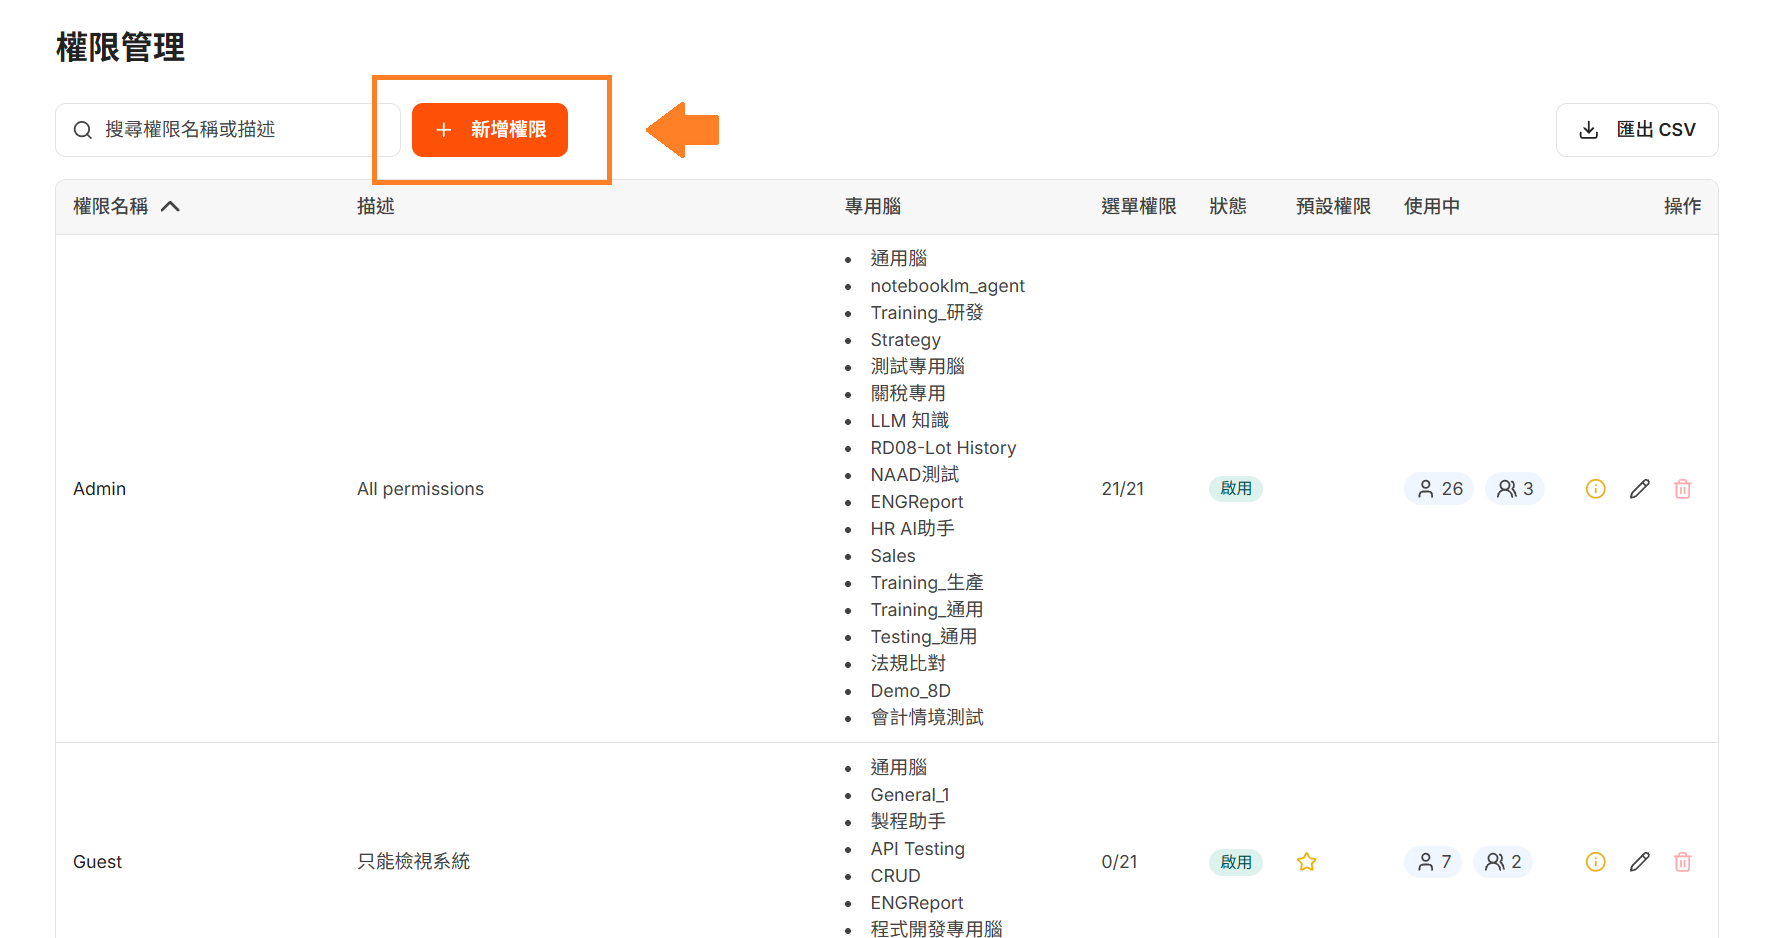 權限管理
搜尋權限名稱或描述
新增權限
匯出 CSV
權限名稱 描述 專用腦 選單權限 狀態 預設權限 使用中 操作
通用腦
notebooklm_agent
Training_研發
Strategy
測試專用腦
關稅專用
LLM 知識
RD08-Lot History
NAAD測試
Admin All permissions 21/21 啟用 26 3
ENGReport
HR AI助手
Sales
Training_生產
Training_通用
Testing_通用
法規比對
Demo_8D
會計情境測試
通用腦
General_1
製程助手
API Testing
Guest 只能檢視系統 0/21 啟用 7 2
CRUD
ENGReport
程式開發專用腦